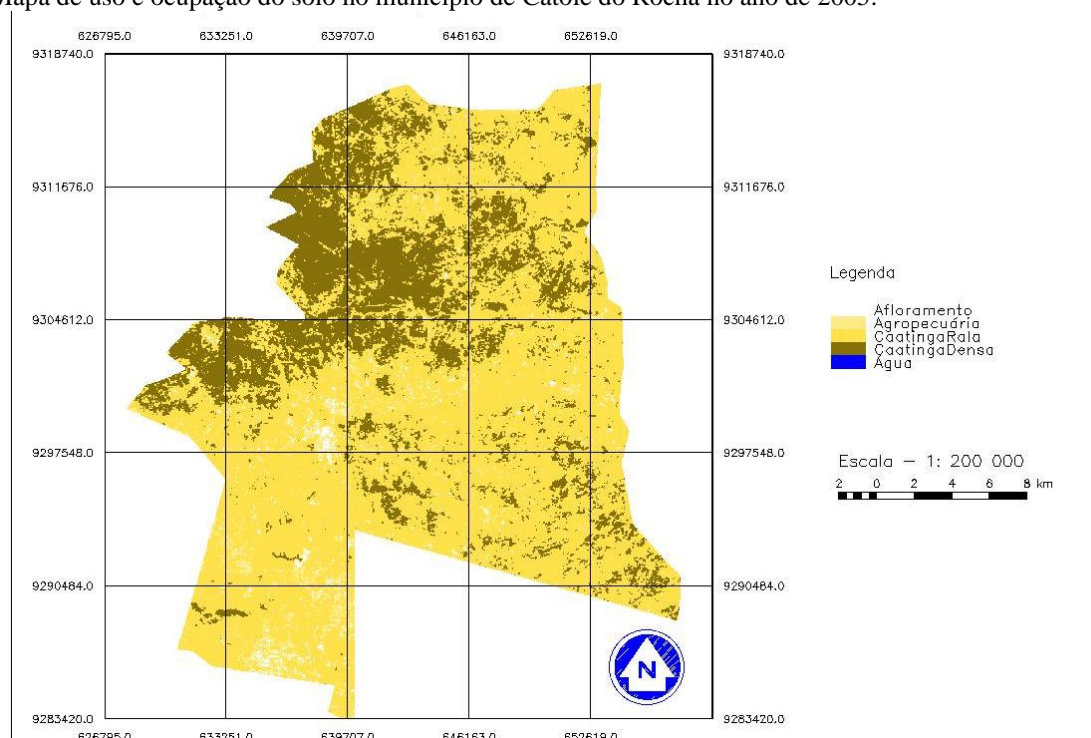 Mapa de uso e ocupação do solo no município de Catolé do Rocha no ano de 2005.
626795.0 633251.0 639707.0 646163.0 652619.0
9318740.0 9318740.0
9311676.0 9311676.0
Legenda
9304612.0 9304612.0
Afloramento
Agropecuária
CaatingaRala
CaatingaDensa
Água
9297548.0 9297548.0
Escala – 1: 200 000
2 0 2 4 6 8 km
9290484.0 9290484.0
N
9283420.0 9283420.0
626795.0 633251.0 639707.0 646163.0 652619.0